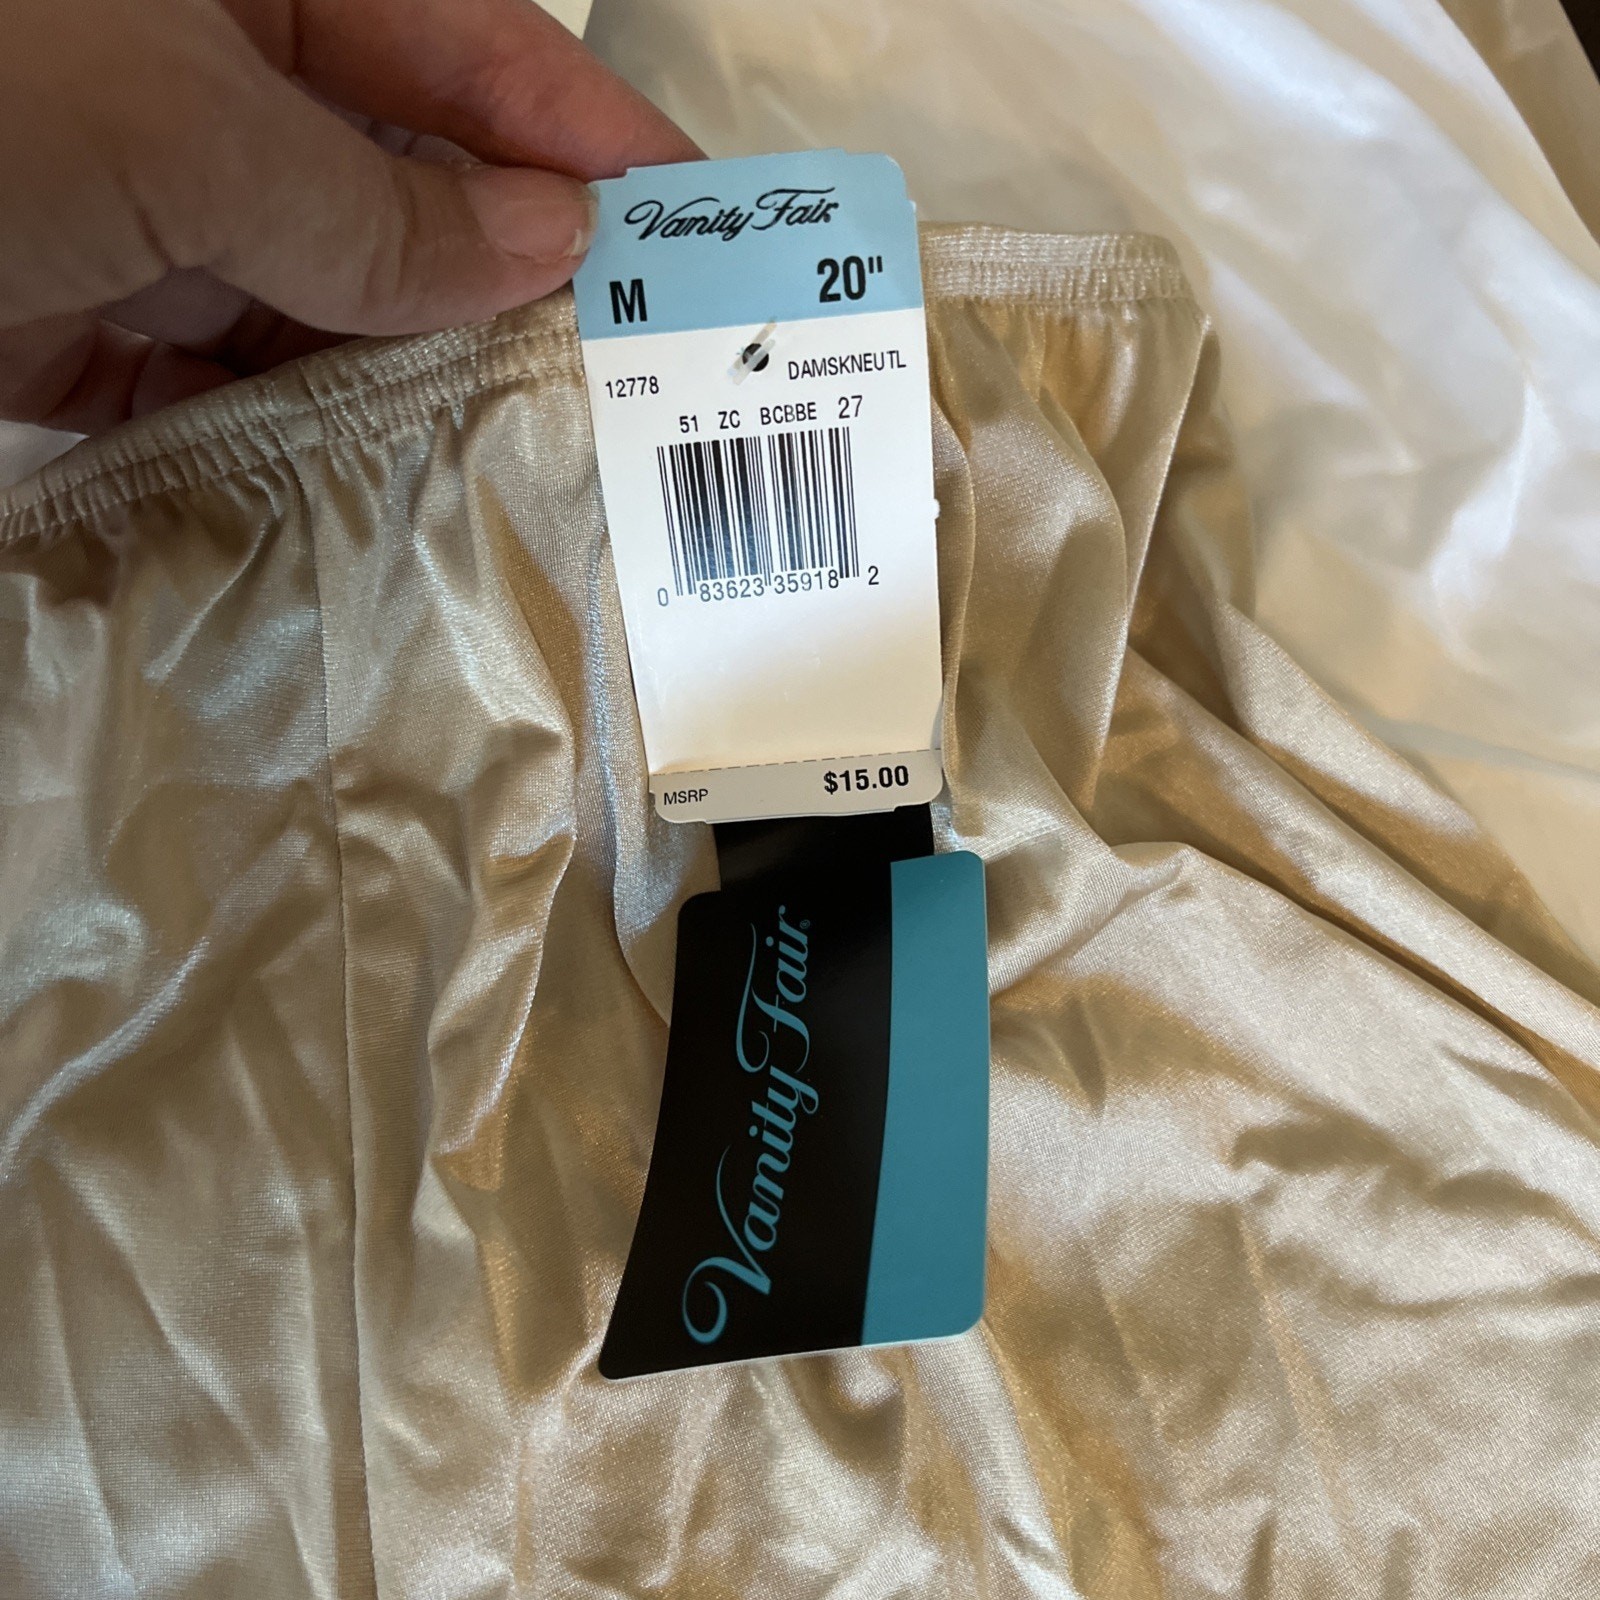 Vanity Fair
M 20"
12778 DAMSKNEUTL
51 ZC BCBBE 27
0 83623 35918 2
MSRP $15.00
Vanity Fair®